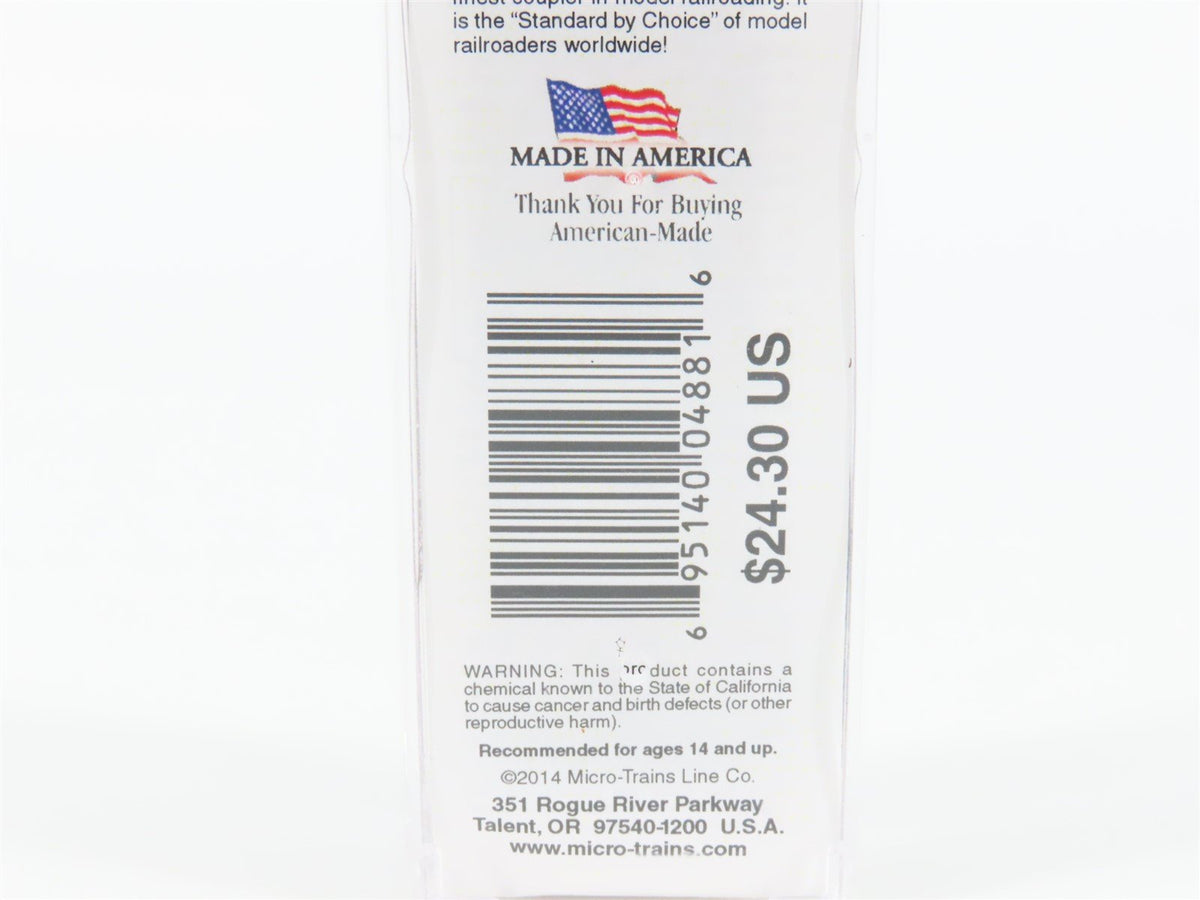 finest coupler in model railroading. It
is the “Standard by Choice” of model
railroaders worldwide!
MADE IN AMERICA
Thank You For Buying
American-Made
6 95140 04881 6
$24.30 US
WARNING: This product contains a
chemical known to the State of California
to cause cancer and birth defects (or other
reproductive harm).
Recommended for ages 14 and up.
©2014 Micro-Trains Line Co.
351 Rogue River Parkway
Talent, OR 97540-1200 U.S.A.
www.micro-trains.com